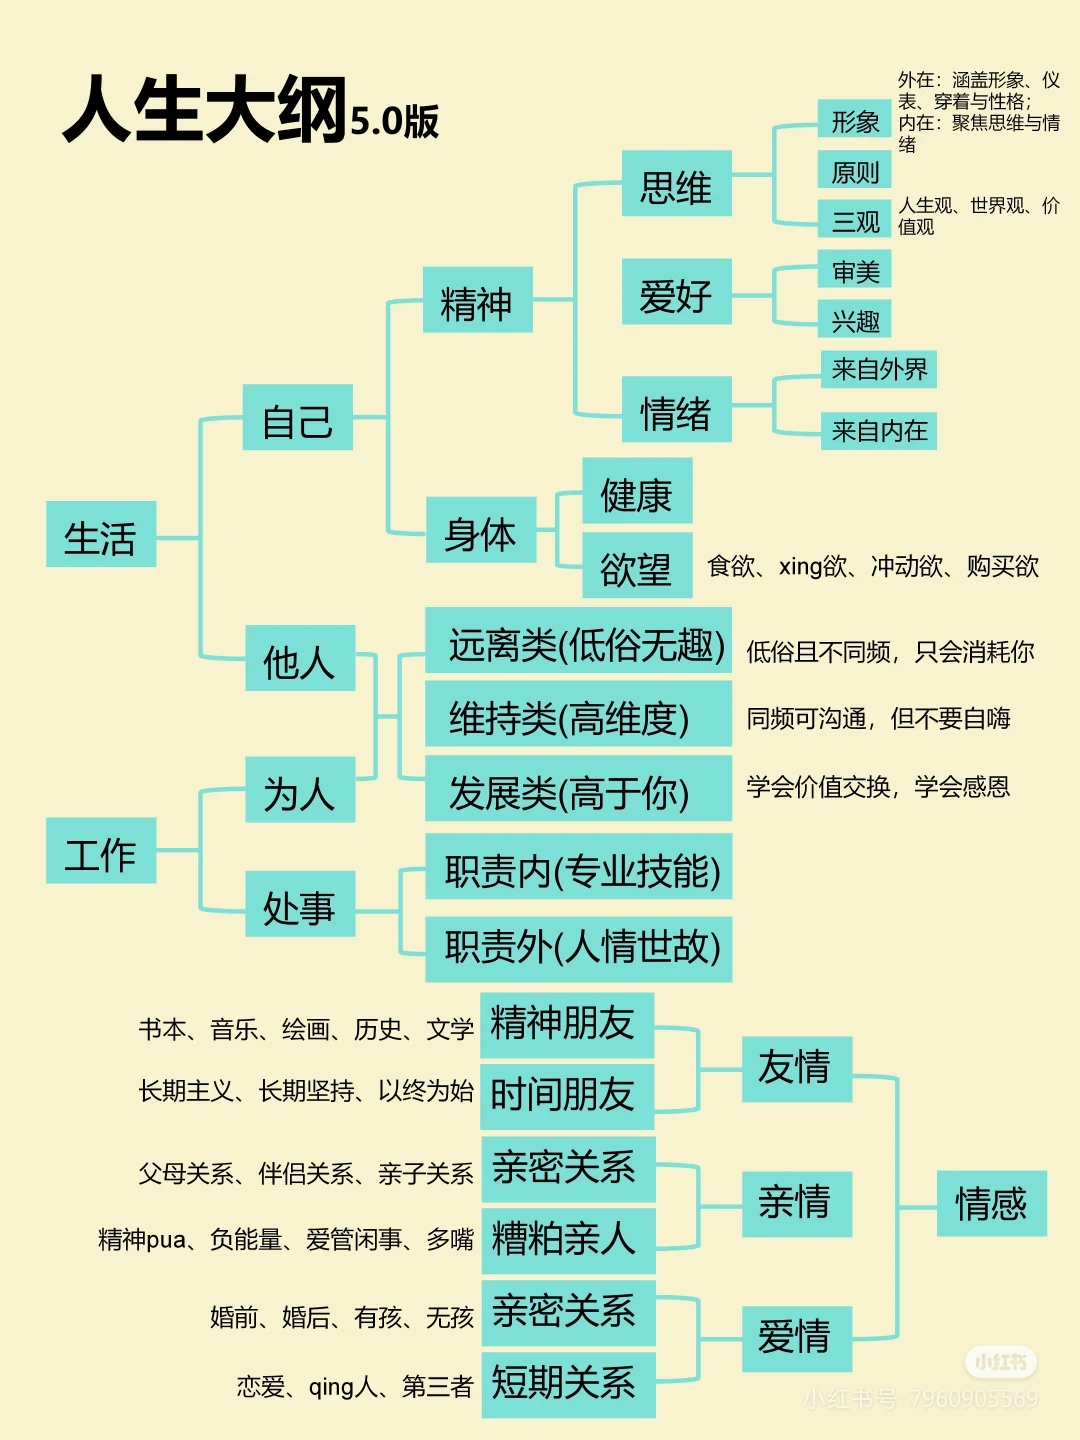 人生大纲5.0版
外在：涵盖形象、仪
表、穿着与性格；
内在：聚焦思维与情
绪
形象
思维
原则
三观
人生观、世界观、价
值观
审美
爱好
兴趣
精神
来自外界
情绪
来自内在
自己
健康
身体
生活
欲望
食欲、xing欲、冲动欲、购买欲
他人
远离类(低俗无趣)
低俗且不同频，只会消耗你
维持类(高维度)
同频可沟通，但不要自嗨
为人
发展类(高于你)
学会价值交换，学会感恩
工作
职责内(专业技能)
处事
职责外(人情世故)
书本、音乐、绘画、历史、文学
精神朋友
友情
长期主义、长期坚持、以终为始
时间朋友
父母关系、伴侣关系、亲子关系
亲密关系
亲情
情感
精神pua、负能量、爱管闲事、多嘴
糟粕亲人
婚前、婚后、有孩、无孩
亲密关系
爱情
恋爱、qing人、第三者
短期关系
小红书
小红书号: 7960905569